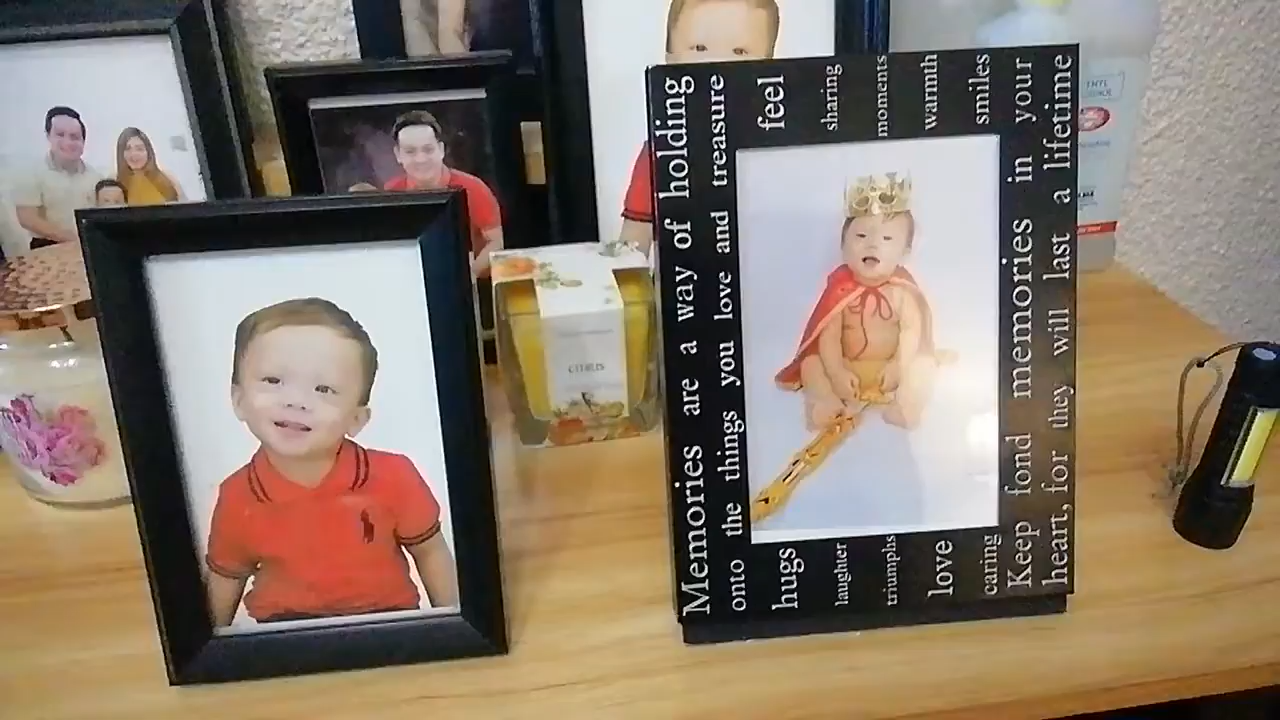 Memories are a way of holding
onto the things you love and treasure
hugs feel
laughter sharing
triumphs moments
love warmth
caring smiles
Keep fond memories in your
heart, for they will last a lifetime
CITRUS